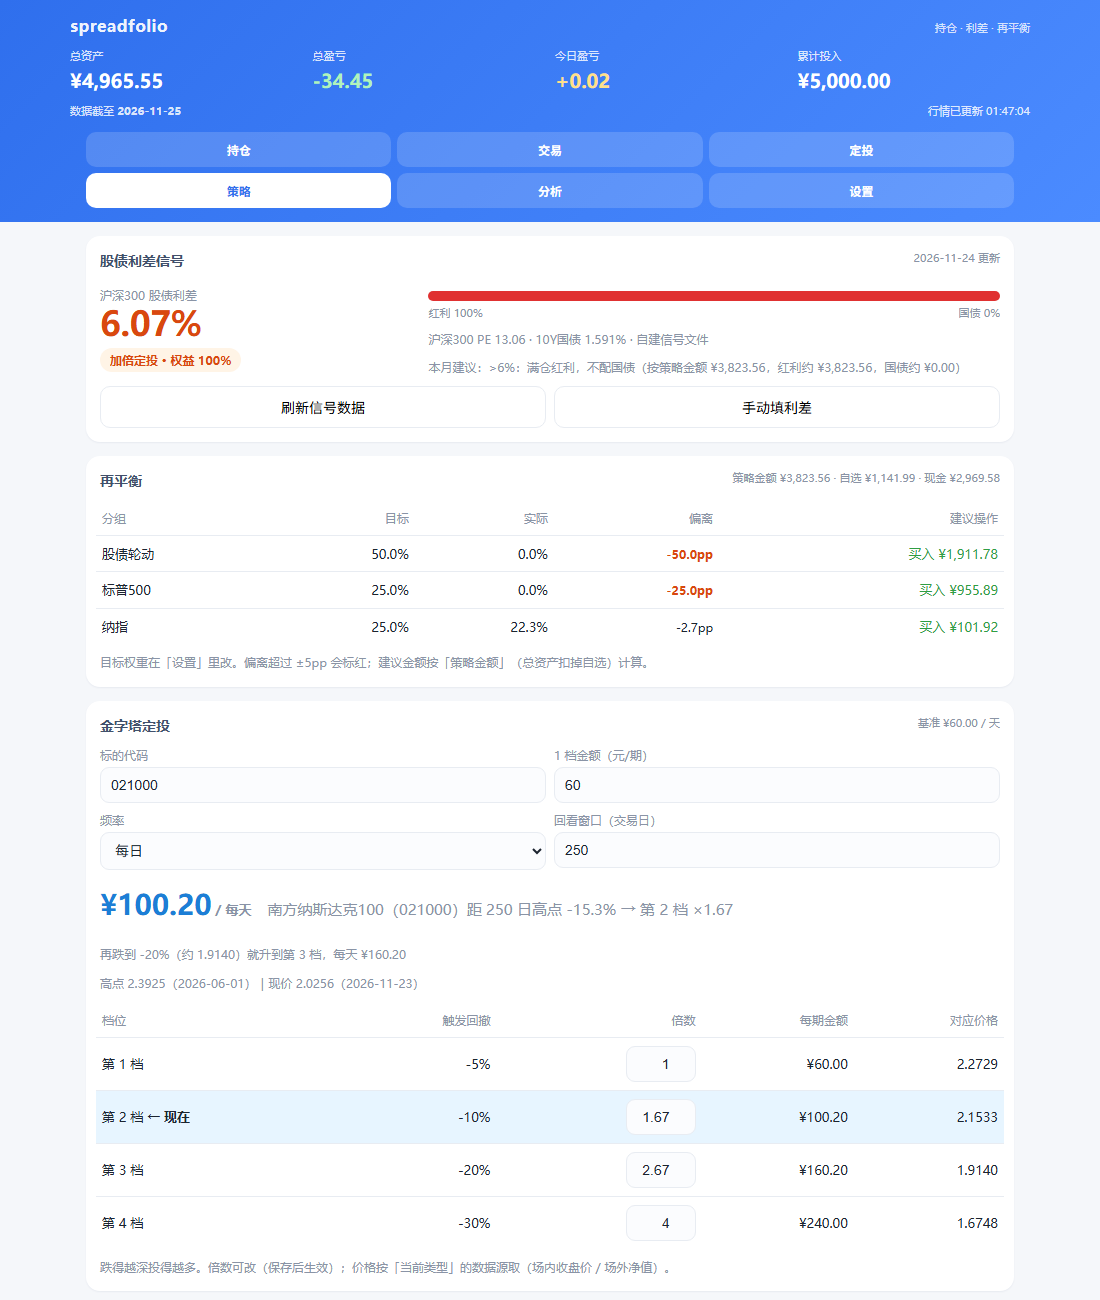 spreadfolio
持仓 · 利差 · 再平衡
总资产 总盈亏 今日盈亏 累计投入
¥4,965.55 -34.45 +0.02 ¥5,000.00
数据截至 2026-11-25 行情已更新 01:47:04
持仓 交易 定投
策略 分析 设置
股债利差信号 2026-11-24 更新
沪深300 股债利差
6.07%
加倍定投 • 权益 100%
红利 100% 国债 0%
沪深300 PE 13.06 · 10Y国债 1.591% · 自建信号文件
本月建议：>6%：满仓红利，不配国债（按策略金额 ¥3,823.56，红利约 ¥3,823.56，国债约 ¥0.00）
刷新信号数据 手动填利差
再平衡 策略金额 ¥3,823.56 · 自选 ¥1,141.99 · 现金 ¥2,969.58
分组 目标 实际 偏离 建议操作
股债轮动 50.0% 0.0% -50.0pp 买入 ¥1,911.78
标普500 25.0% 0.0% -25.0pp 买入 ¥955.89
纳指 25.0% 22.3% -2.7pp 买入 ¥101.92
目标权重在「设置」里改。偏离超过 ±5pp 会标红；建议金额按「策略金额」（总资产扣掉自选）计算。
金字塔定投 基准 ¥60.00 / 天
标的代码 1 档金额（元/期）
021000 60
频率 回看窗口（交易日）
每日 250
¥100.20 / 每天 南方纳斯达克100（021000）距 250 日高点 -15.3% → 第 2 档 ×1.67
再跌到 -20%（约 1.9140）就升到第 3 档，每天 ¥160.20
高点 2.3925（2026-06-01）｜现价 2.0256（2026-11-23）
档位 触发回撤 倍数 每期金额 对应价格
第 1 档 -5% 1 ¥60.00 2.2729
第 2 档 ← 现在 -10% 1.67 ¥100.20 2.1533
第 3 档 -20% 2.67 ¥160.20 1.9140
第 4 档 -30% 4 ¥240.00 1.6748
跌得越深投得越多。倍数可改（保存后生效）；价格按「当前类型」的数据源取（场内收盘价 / 场外净值）。